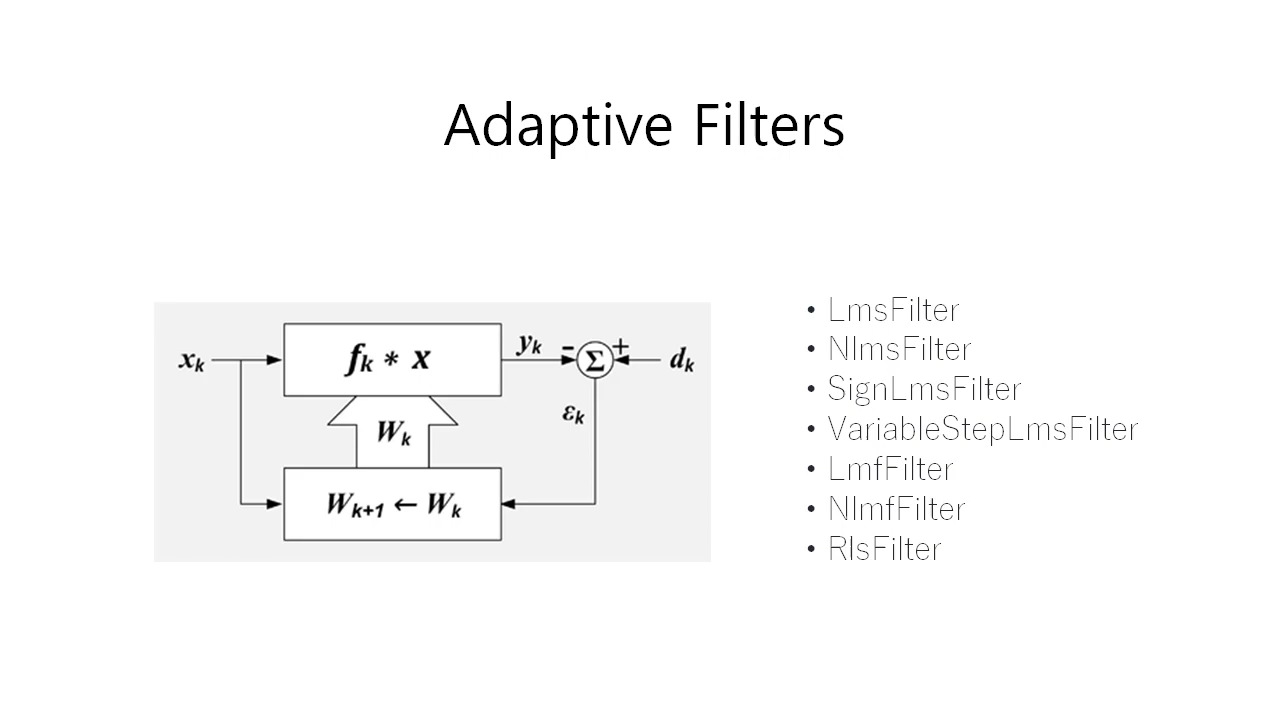 Adaptive Filters
xk
fk * x
yk
-
Σ
+
dk
εk
Wk
Wk+1 ← Wk
• LmsFilter
• NlmsFilter
• SignLmsFilter
• VariableStepLmsFilter
• LmfFilter
• NlmfFilter
• RlsFilter